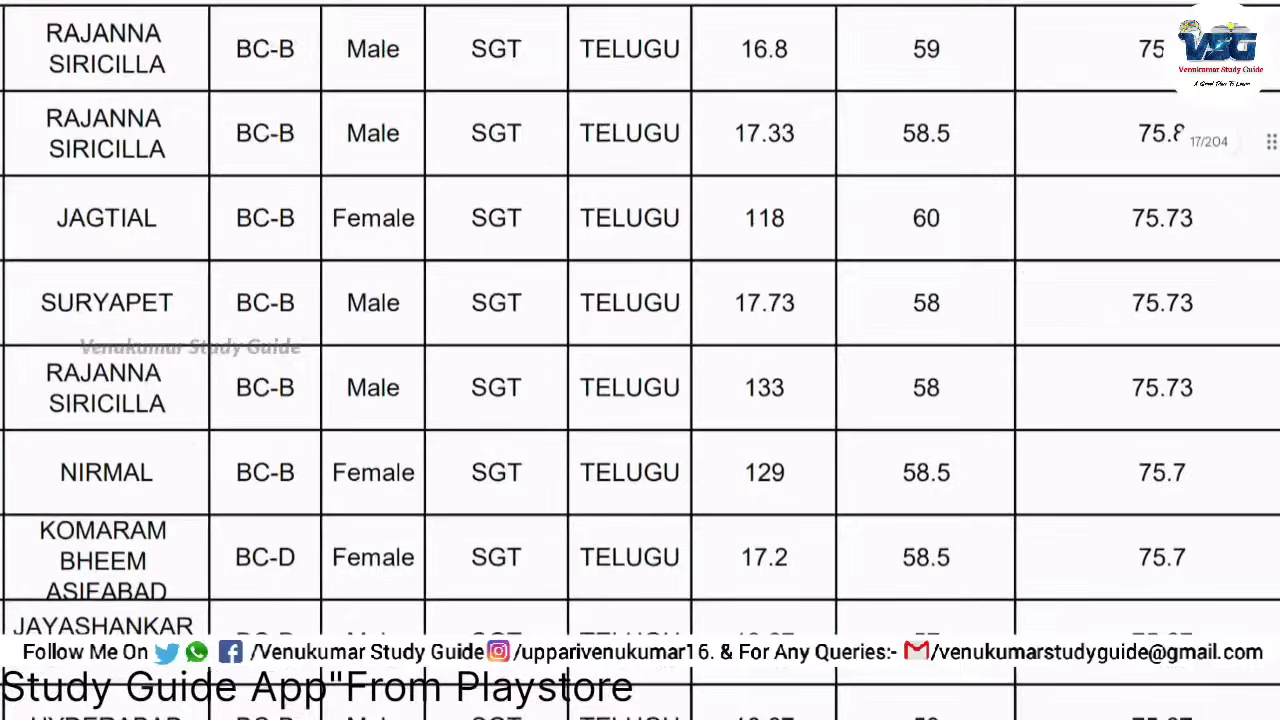 RAJANNA
SIRICILLA BC-B Male SGT TELUGU 16.8 59 75
VSG
Venukumar Study Guide
RAJANNA
SIRICILLA BC-B Male SGT TELUGU 17.33 58.5 75.8
17/204
JAGTIAL BC-B Female SGT TELUGU 118 60 75.73
SURYAPET BC-B Male SGT TELUGU 17.73 58 75.73
Venukumar Study Guide
RAJANNA
SIRICILLA BC-B Male SGT TELUGU 133 58 75.73
NIRMAL BC-B Female SGT TELUGU 129 58.5 75.7
KOMARAM
BHEEM
ASIFABAD BC-D Female SGT TELUGU 17.2 58.5 75.7
JAYASHANKAR
Follow Me On /Venukumar Study Guide /upparivenukumar16. & For Any Queries:- /venukumarstudyguide@gmail.com
Study Guide App"From Playstore